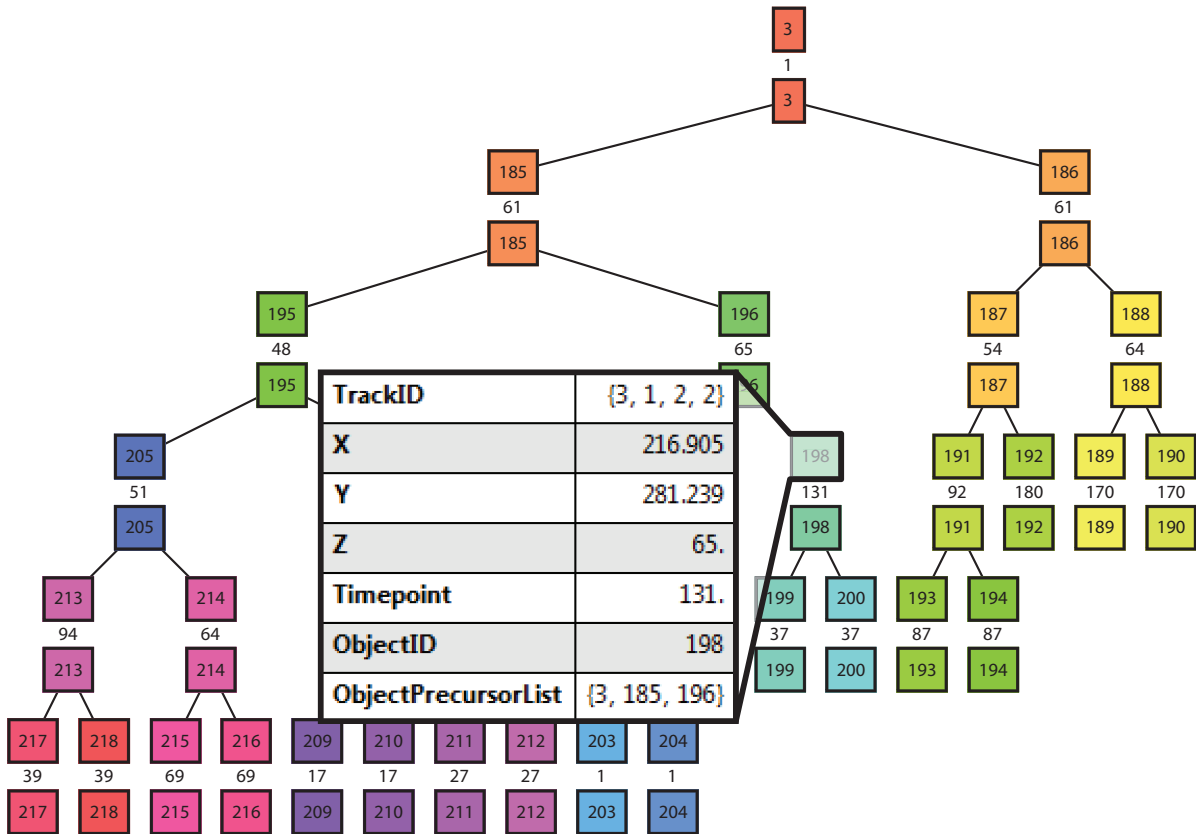 3
1
3
185 186
61 61
185 186
195 196 187 188
48 65 54 64
195 187 188
TrackID {3, 1, 2, 2}
X 216.905
Y 281.239
Z 65.
Timepoint 131.
ObjectID 198
ObjectPrecursorList {3, 185, 196}
205 198 191 192 189 190
51 131 92 180 170 170
205 198 191 192 189 190
213 214 199 200 193 194
94 64 37 37 87 87
213 214 199 200 193 194
217 218 215 216 209 210 211 212 203 204
39 39 69 69 17 17 27 27 1 1
217 218 215 216 209 210 211 212 203 204